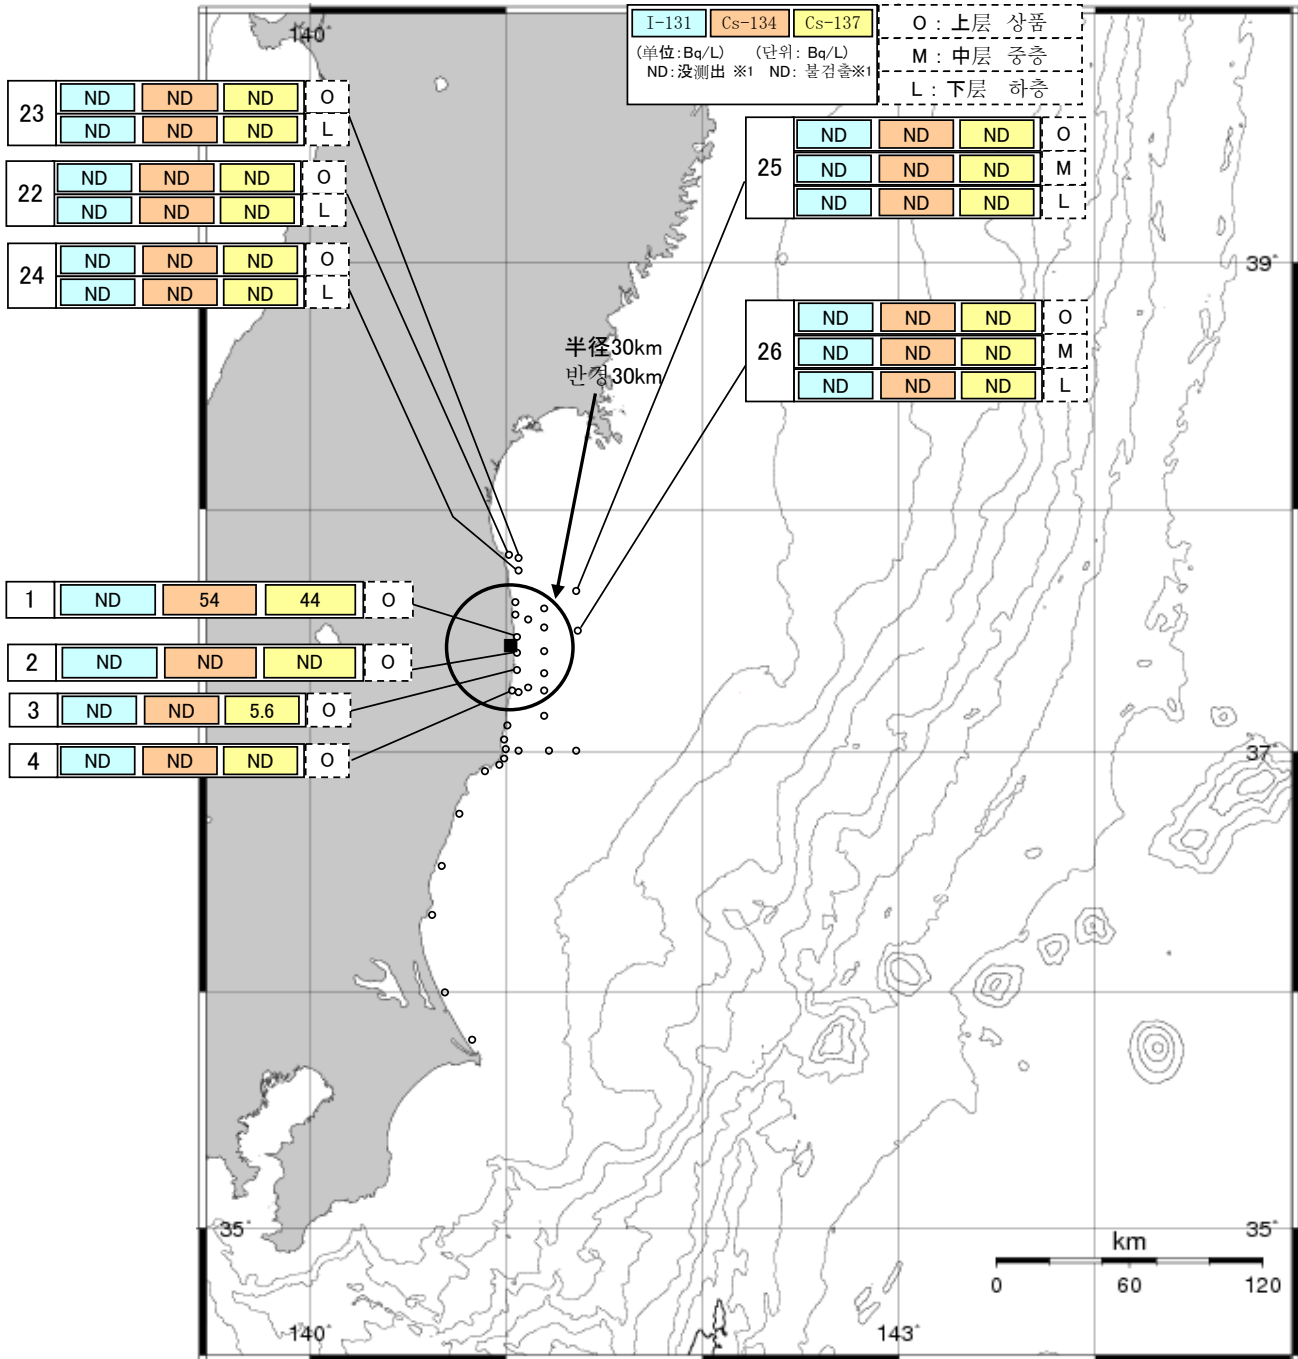 140°
I-131 Cs-134 Cs-137
(单位:Bq/L) (단위: Bq/L)
ND:没测出 ※1 ND: 불검출※1
O : 上层 상품
M : 中层 중층
L : 下层 하층
23 ND ND ND O
ND ND ND L
22 ND ND ND O
ND ND ND L
24 ND ND ND O
ND ND ND L
25 ND ND ND O
ND ND ND M
ND ND ND L
39°
26 ND ND ND O
ND ND ND M
ND ND ND L
半径30km
반경30km
1 ND 54 44 O
2 ND ND ND O
3 ND ND 5.6 O
4 ND ND ND O
37°
35°
35°
km
0 60 120
140°
143°